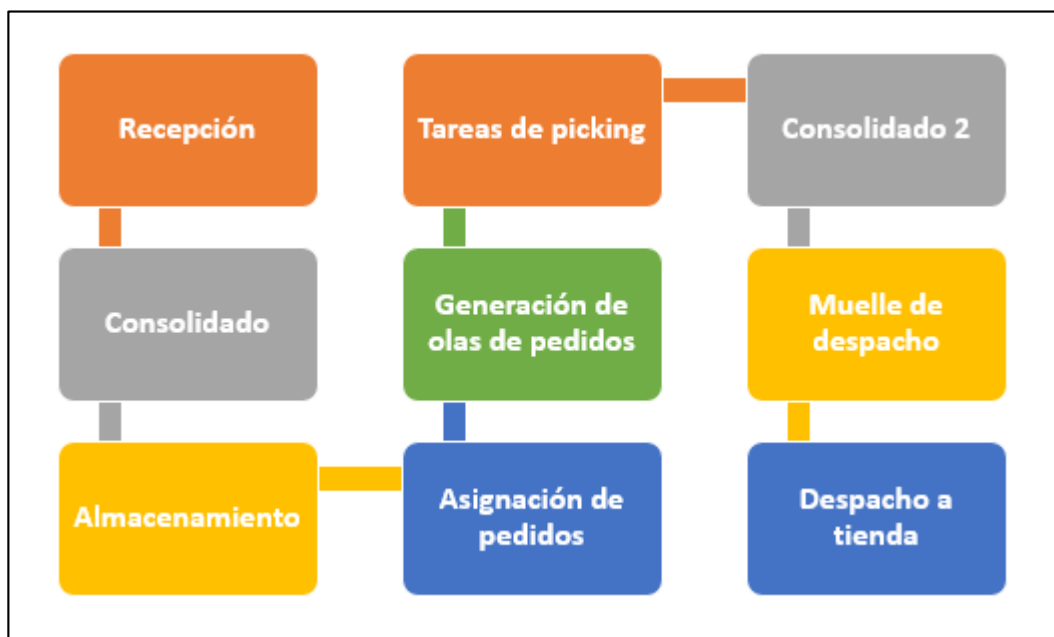 Recepción
Consolidado
Almacenamiento
Asignación de
pedidos
Generación de
olas de pedidos
Tareas de picking
Consolidado 2
Muelle de
despacho
Despacho a
tienda